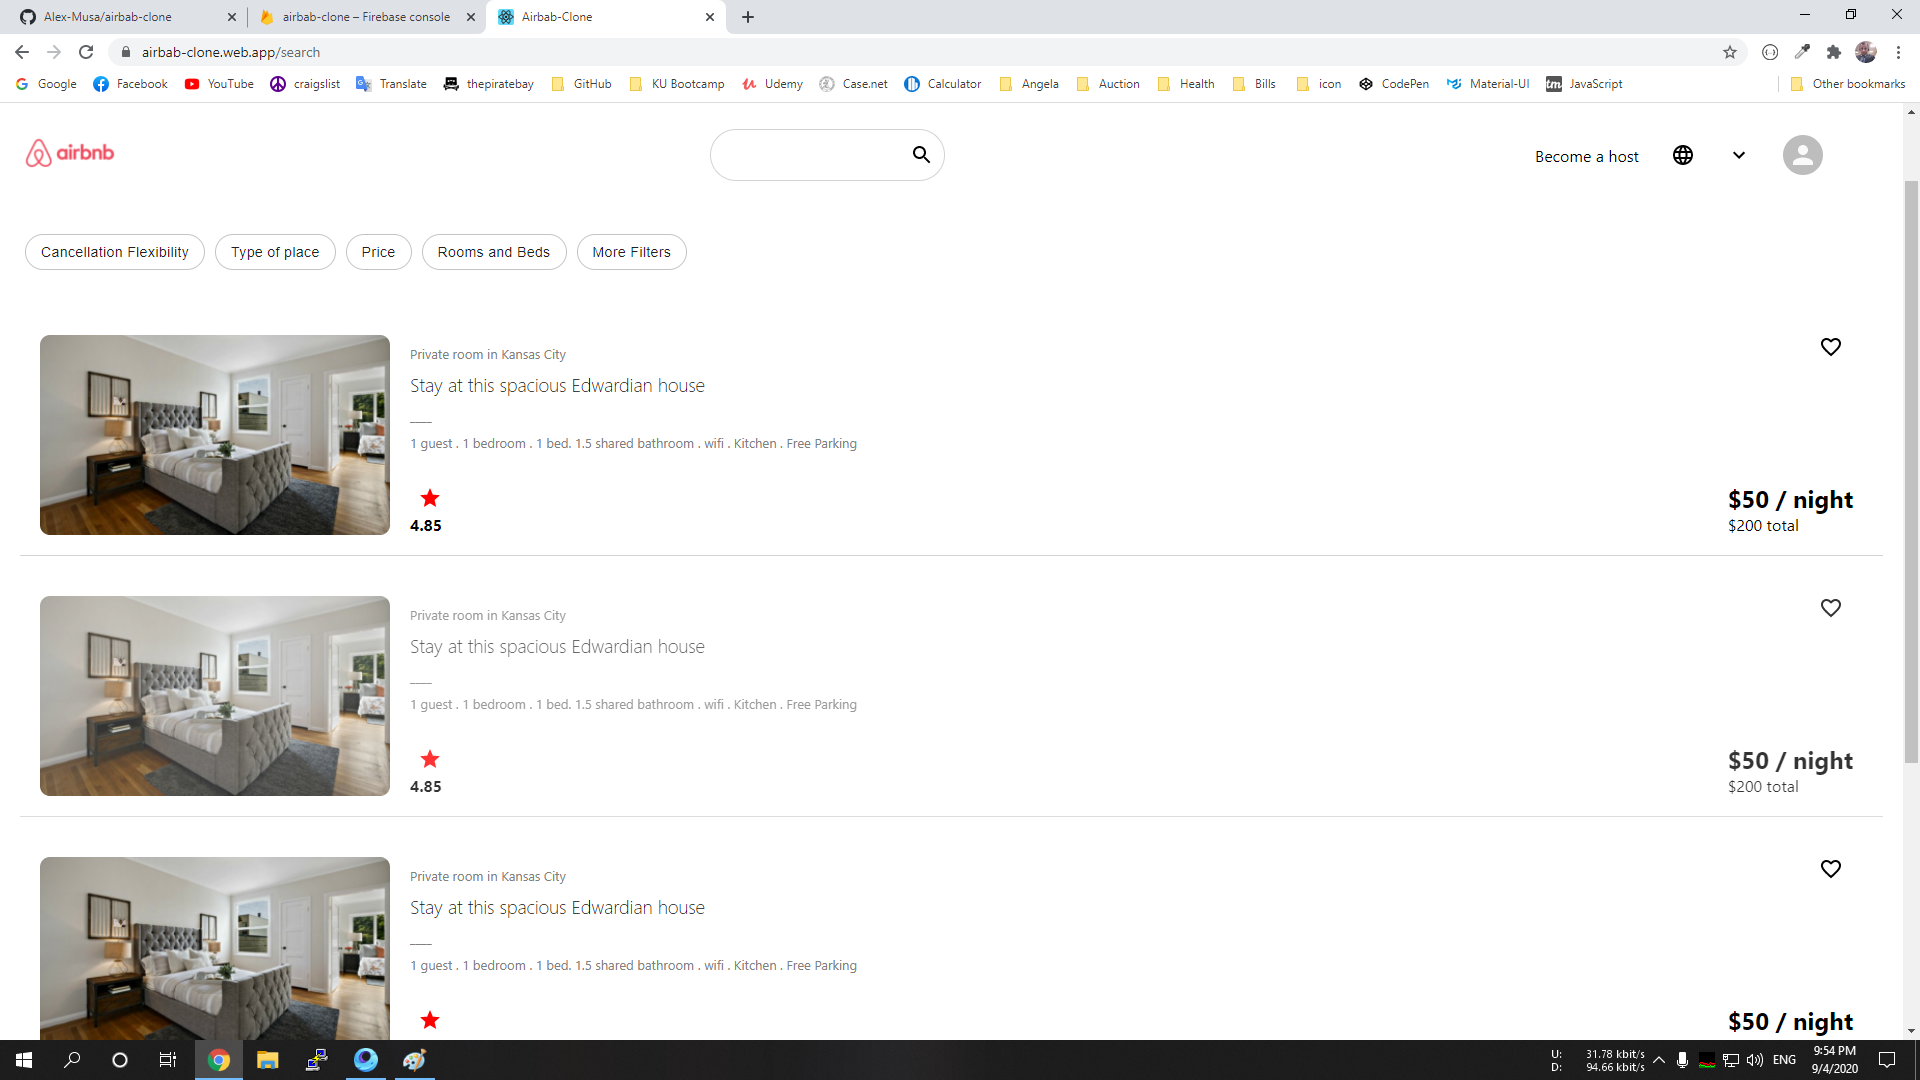 Alex-Musa/airbab-clone
airbab-clone – Firebase console
Airbab-Clone
airbab-clone.web.app/search
Google
Facebook
YouTube
craigslist
Translate
thepiratebay
GitHub
KU Bootcamp
Udemy
Case.net
Calculator
Angela
Auction
Health
Bills
icon
CodePen
Material-UI
tm JavaScript
Other bookmarks
airbnb
Become a host
Cancellation Flexibility
Type of place
Price
Rooms and Beds
More Filters
Private room in Kansas City
Stay at this spacious Edwardian house
1 guest . 1 bedroom . 1 bed. 1.5 shared bathroom . wifi . Kitchen . Free Parking
4.85
$50 / night
$200 total
Private room in Kansas City
Stay at this spacious Edwardian house
1 guest . 1 bedroom . 1 bed. 1.5 shared bathroom . wifi . Kitchen . Free Parking
4.85
$50 / night
$200 total
Private room in Kansas City
Stay at this spacious Edwardian house
1 guest . 1 bedroom . 1 bed. 1.5 shared bathroom . wifi . Kitchen . Free Parking
$50 / night
U: 31.78 kbit/s
D: 94.66 kbit/s
ENG
9:54 PM
9/4/2020